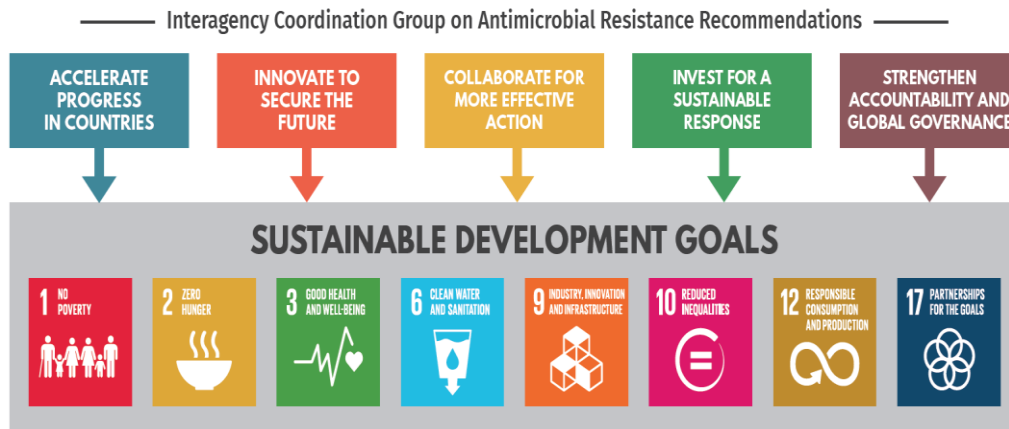 Interagency Coordination Group on Antimicrobial Resistance Recommendations
ACCELERATE
PROGRESS
IN COUNTRIES
INNOVATE TO
SECURE THE
FUTURE
COLLABORATE FOR
MORE EFFECTIVE
ACTION
INVEST FOR A
SUSTAINABLE
RESPONSE
STRENGTHEN
ACCOUNTABILITY AND
GLOBAL GOVERNANCE
SUSTAINABLE DEVELOPMENT GOALS
1 NO
POVERTY
2 ZERO
HUNGER
3 GOOD HEALTH
AND WELL-BEING
6 CLEAN WATER
AND SANITATION
9 INDUSTRY, INNOVATION
AND INFRASTRUCTURE
10 REDUCED
INEQUALITIES
12 RESPONSIBLE
CONSUMPTION
AND PRODUCTION
17 PARTNERSHIPS
FOR THE GOALS